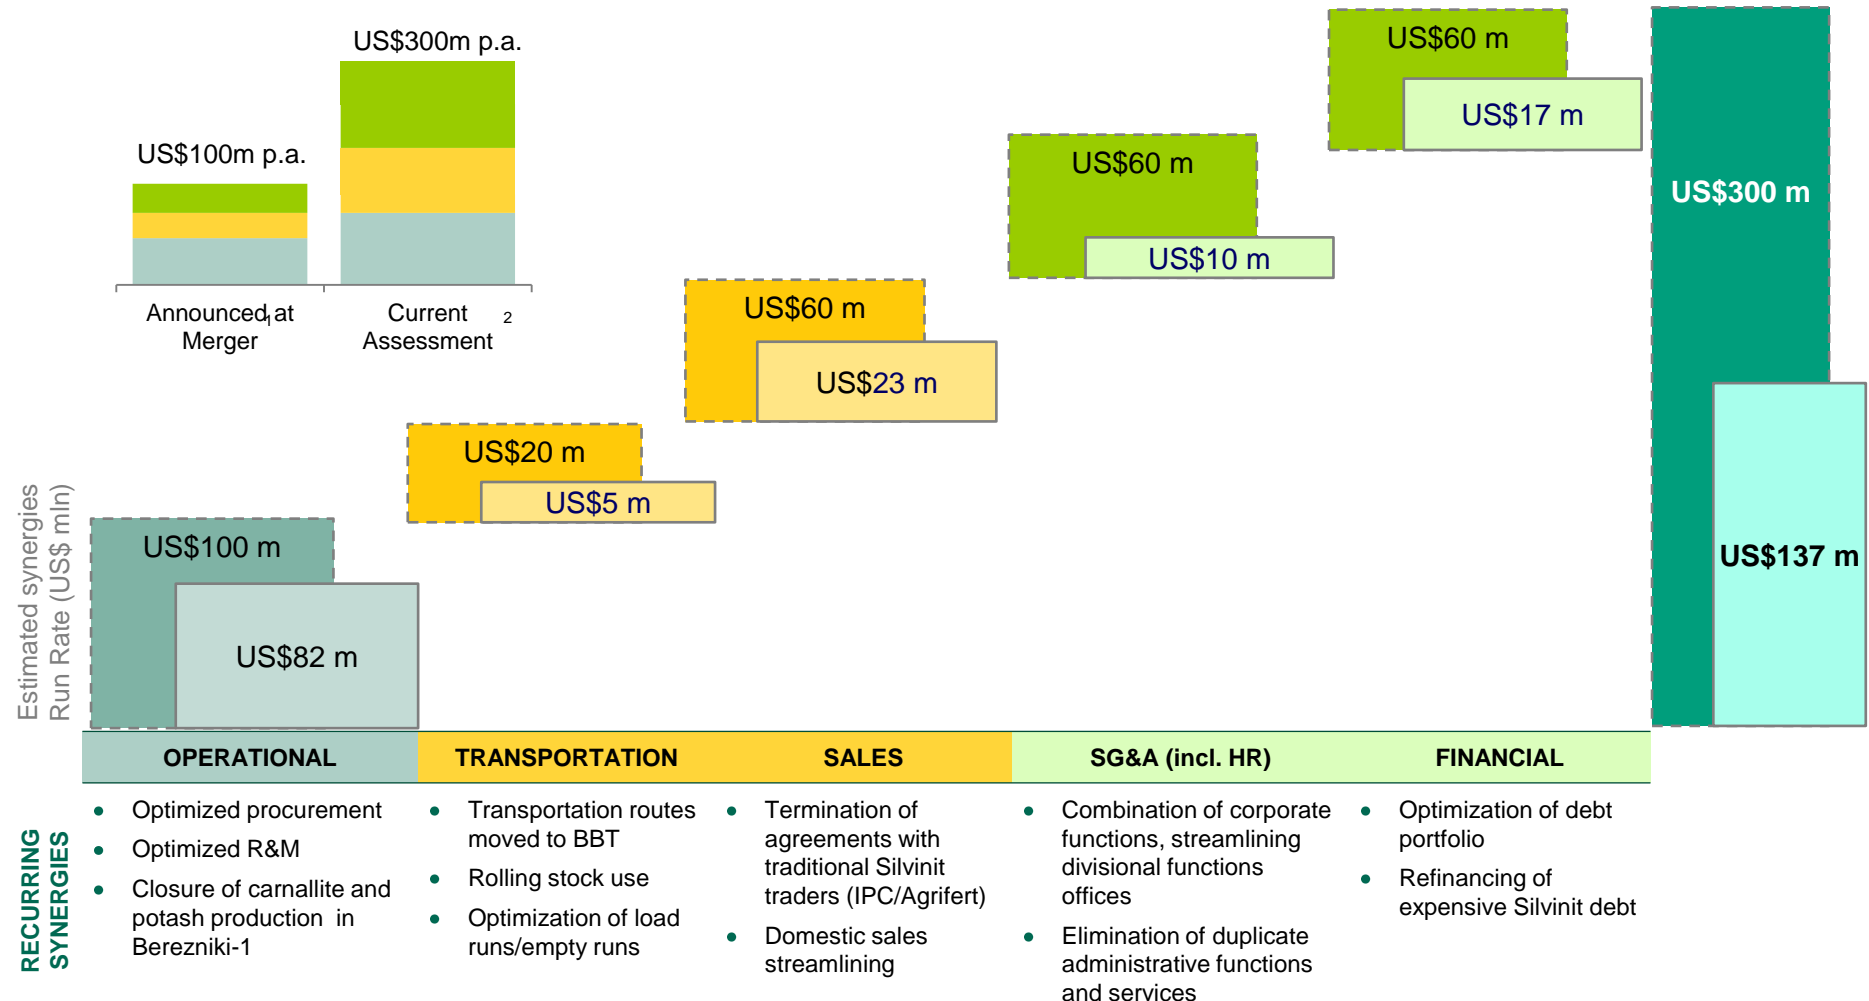 US$300m p.a.
US$100m p.a.
Announced1 at
Merger
Current 2
Assessment
Estimated synergies
Run Rate (US$ mln)
US$100 m
US$82 m
US$20 m
US$5 m
US$60 m
US$23 m
US$60 m
US$10 m
US$60 m
US$17 m
US$300 m
US$137 m
OPERATIONAL
TRANSPORTATION
SALES
SG&A (incl. HR)
FINANCIAL
RECURRING
SYNERGIES
• Optimized procurement
• Optimized R&M
• Closure of carnallite and
potash production in
Berezniki-1
• Transportation routes
moved to BBT
• Rolling stock use
• Optimization of load
runs/empty runs
• Termination of
agreements with
traditional Silvinit
traders (IPC/Agrifert)
• Domestic sales
streamlining
• Combination of corporate
functions, streamlining
divisional functions
offices
• Elimination of duplicate
administrative functions
and services
• Optimization of debt
portfolio
• Refinancing of
expensive Silvinit debt